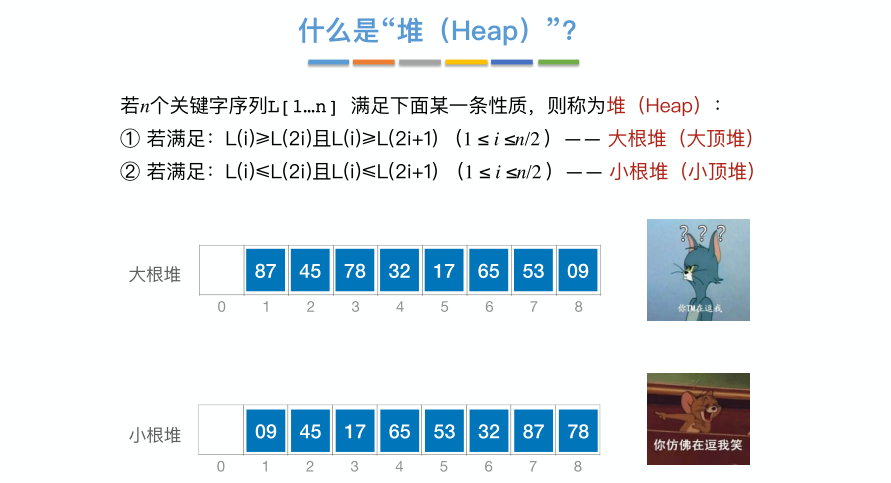 什么是“堆（Heap）”？
若n个关键字序列L[1…n] 满足下面某一条性质，则称为堆（Heap）：
① 若满足：L(i)≥L(2i)且L(i)≥L(2i+1) （1 ≤ i ≤n/2 ）—— 大根堆（大顶堆）
② 若满足：L(i)≤L(2i)且L(i)≤L(2i+1) （1 ≤ i ≤n/2 ）—— 小根堆（小顶堆）
? ? ?
大根堆 87 45 78 32 17 65 53 09
0 1 2 3 4 5 6 7 8
你TM在逗我
小根堆 09 45 17 65 53 32 87 78
你仿佛在逗我笑
0 1 2 3 4 5 6 7 8